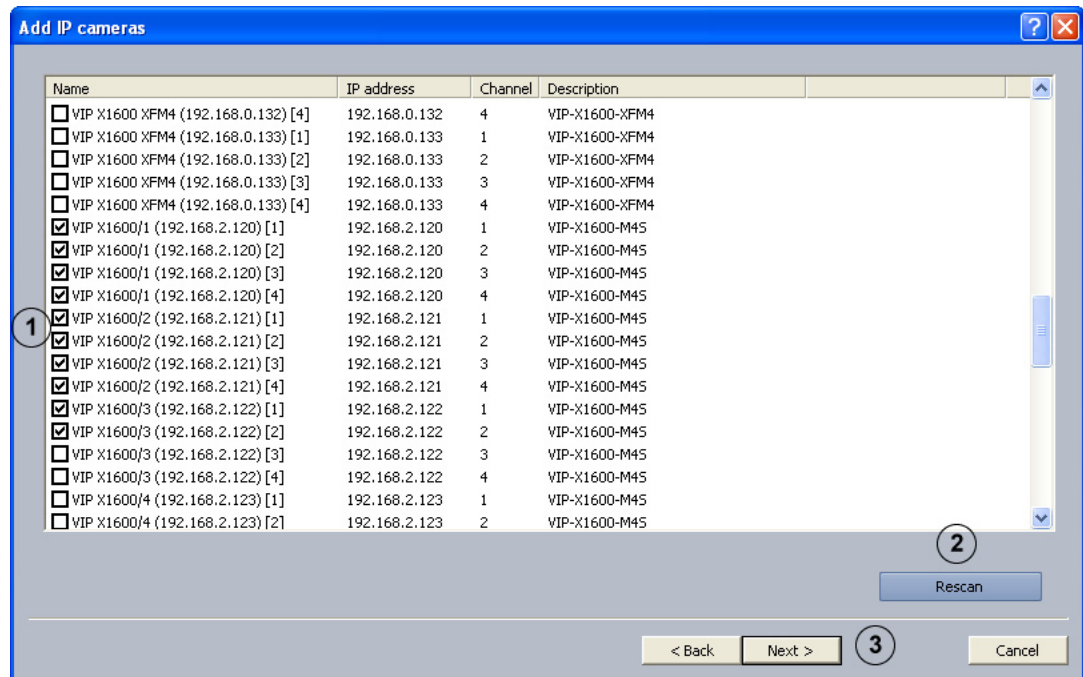 Add IP cameras
Name IP address Channel Description
VIP X1600 XFM4 (192.168.0.132) [4] 192.168.0.132 4 VIP-X1600-XFM4
VIP X1600 XFM4 (192.168.0.133) [1] 192.168.0.133 1 VIP-X1600-XFM4
VIP X1600 XFM4 (192.168.0.133) [2] 192.168.0.133 2 VIP-X1600-XFM4
VIP X1600 XFM4 (192.168.0.133) [3] 192.168.0.133 3 VIP-X1600-XFM4
VIP X1600 XFM4 (192.168.0.133) [4] 192.168.0.133 4 VIP-X1600-XFM4
VIP X1600/1 (192.168.2.120) [1] 192.168.2.120 1 VIP-X1600-M4S
VIP X1600/1 (192.168.2.120) [2] 192.168.2.120 2 VIP-X1600-M4S
VIP X1600/1 (192.168.2.120) [3] 192.168.2.120 3 VIP-X1600-M4S
VIP X1600/1 (192.168.2.120) [4] 192.168.2.120 4 VIP-X1600-M4S
1 VIP X1600/2 (192.168.2.121) [1] 192.168.2.121 1 VIP-X1600-M4S
VIP X1600/2 (192.168.2.121) [2] 192.168.2.121 2 VIP-X1600-M4S
VIP X1600/2 (192.168.2.121) [3] 192.168.2.121 3 VIP-X1600-M4S
VIP X1600/2 (192.168.2.121) [4] 192.168.2.121 4 VIP-X1600-M4S
VIP X1600/3 (192.168.2.122) [1] 192.168.2.122 1 VIP-X1600-M4S
VIP X1600/3 (192.168.2.122) [2] 192.168.2.122 2 VIP-X1600-M4S
VIP X1600/3 (192.168.2.122) [3] 192.168.2.122 3 VIP-X1600-M4S
VIP X1600/3 (192.168.2.122) [4] 192.168.2.122 4 VIP-X1600-M4S
VIP X1600/4 (192.168.2.123) [1] 192.168.2.123 1 VIP-X1600-M4S
VIP X1600/4 (192.168.2.123) [2] 192.168.2.123 2 VIP-X1600-M4S
2
Rescan
< Back Next > 3 Cancel